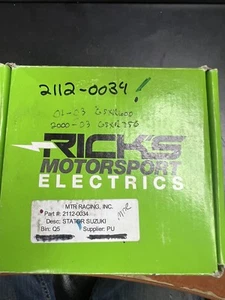 2112-0034!
01-03 GSXR600
2000-03 GSXR750
RICKS
MOTORSPORT
ELECTRICS
MTR RACING, INC.
Part #: 2112-0034
Desc: STATOR SUZUKI
Bin: Q5 Supplier: PU